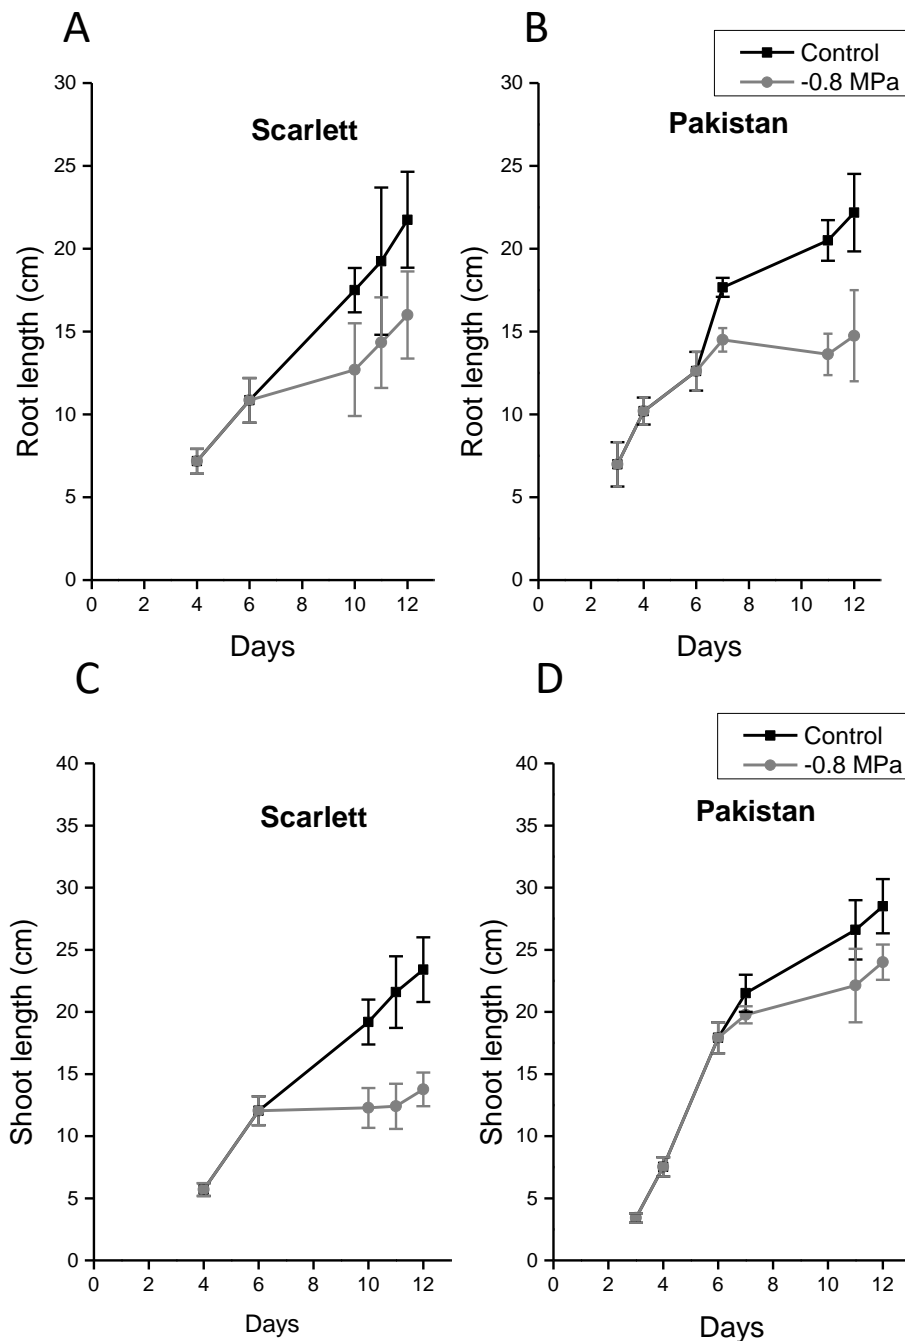 A
B
Control
-0.8 MPa
Scarlett
Pakistan
30
25
20
15
10
5
0
Root length (cm)
0 2 4 6 8 10 12
Days
30
25
20
15
10
5
0
Root length (cm)
0 2 4 6 8 10 12
Days
C
D
Control
-0.8 MPa
Scarlett
Pakistan
40
35
30
25
20
15
10
5
0
Shoot length (cm)
0 2 4 6 8 10 12
Days
40
35
30
25
20
15
10
5
0
Shoot length (cm)
0 2 4 6 8 10 12
Days